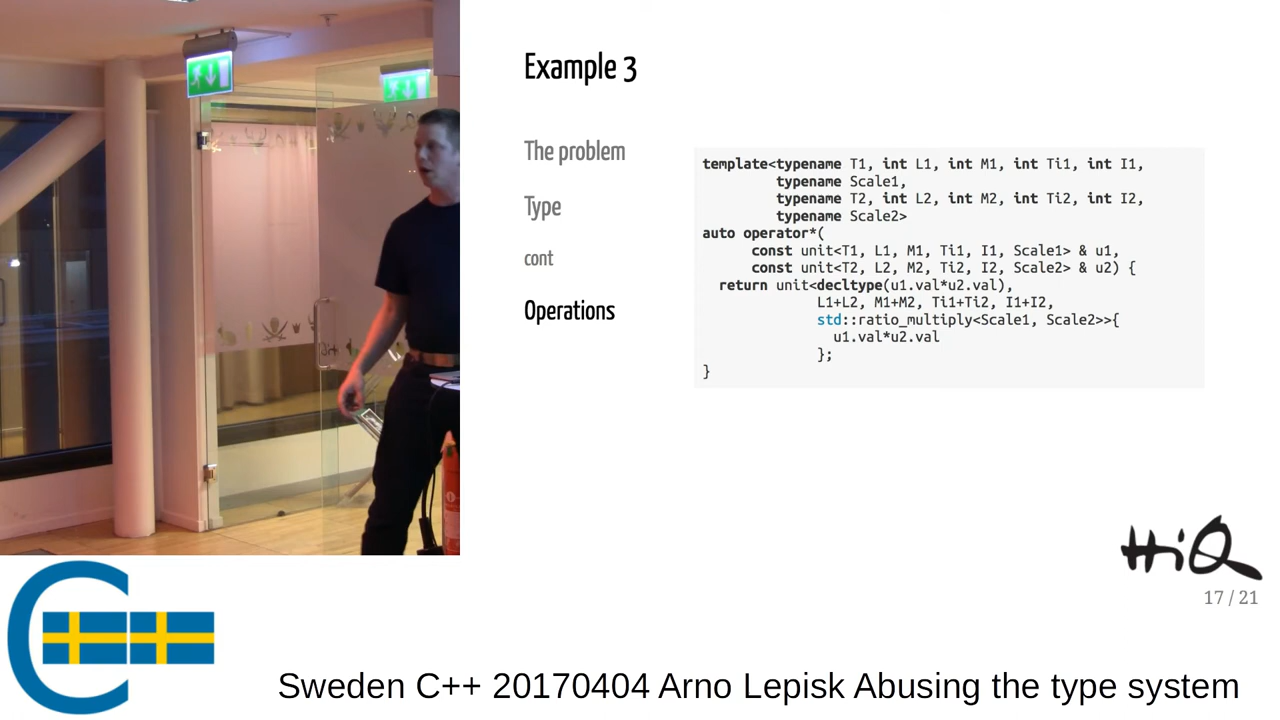 Example 3
The problem
Type
cont
Operations
template<typename T1, int L1, int M1, int Ti1, int I1,
typename Scale1,
typename T2, int L2, int M2, int Ti2, int I2,
typename Scale2>
auto operator*(
const unit<T1, L1, M1, Ti1, I1, Scale1> & u1,
const unit<T2, L2, M2, Ti2, I2, Scale2> & u2) {
return unit<decltype(u1.val*u2.val),
L1+L2, M1+M2, Ti1+Ti2, I1+I2,
std::ratio_multiply<Scale1, Scale2>>{
u1.val*u2.val
};
}
HiQ
17 / 21
C
Sweden C++ 20170404 Arno Lepisk Abusing the type system